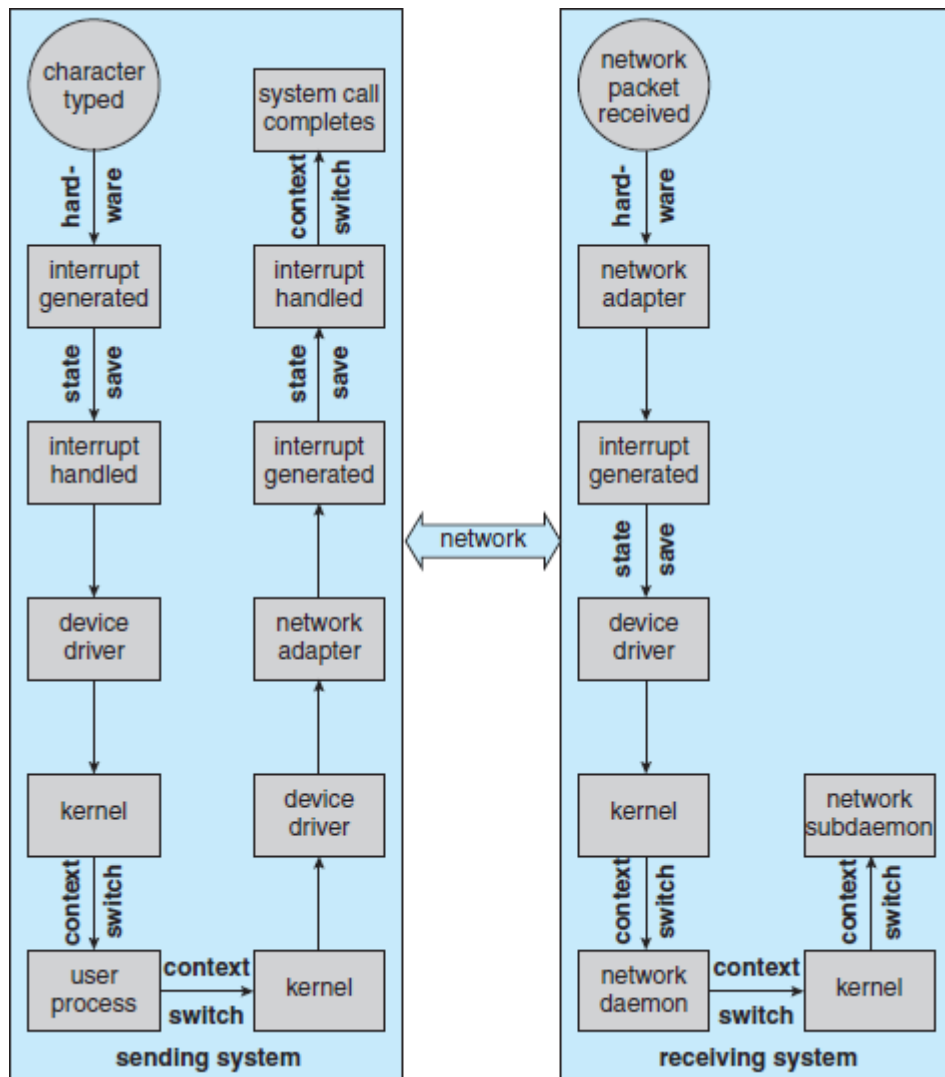 character
typed
hard-
ware
interrupt
generated
state
save
interrupt
handled
device
driver
kernel
context
switch
user
process
context
switch
kernel
device
driver
network
adapter
interrupt
generated
state
save
interrupt
handled
context
switch
system call
completes
sending system
network
network
packet
received
hard-
ware
network
adapter
interrupt
generated
state
save
device
driver
kernel
context
switch
network
daemon
context
switch
kernel
context
switch
network
subdaemon
receiving system